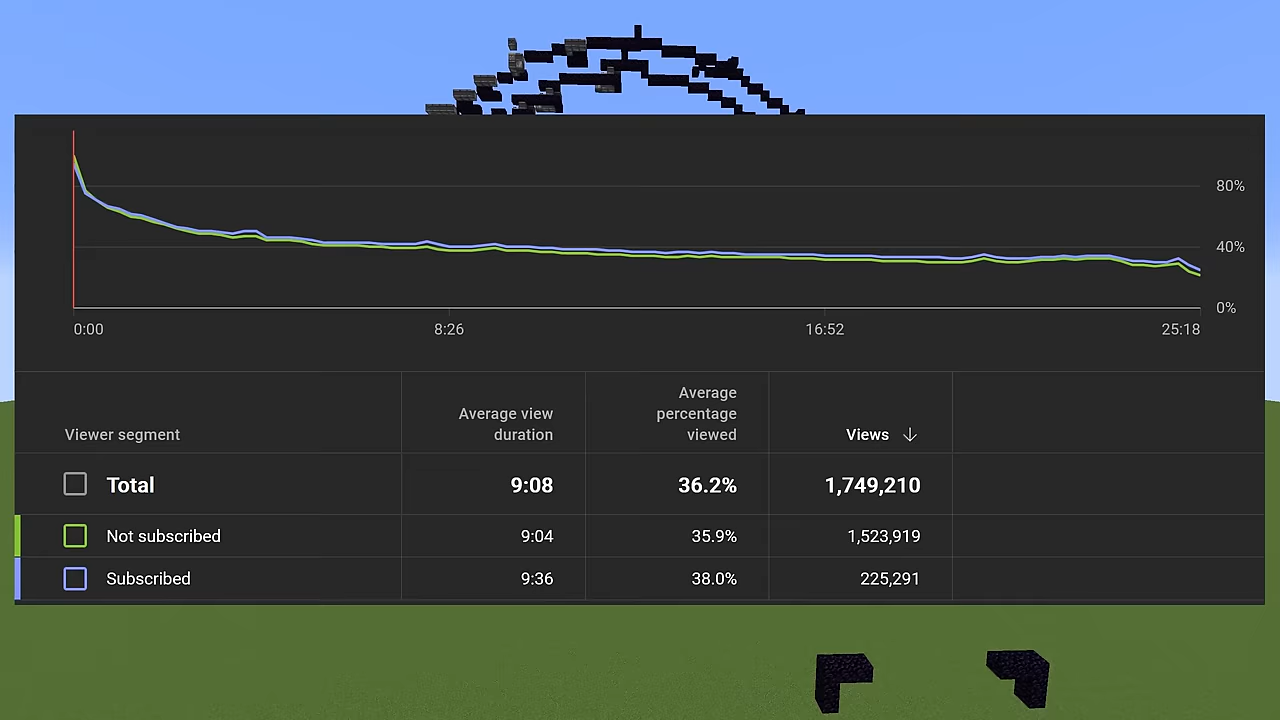 80%
40%
0%
0:00 8:26 16:52 25:18
Viewer segment Average view duration Average percentage viewed Views ↓
Total 9:08 36.2% 1,749,210
Not subscribed 9:04 35.9% 1,523,919
Subscribed 9:36 38.0% 225,291